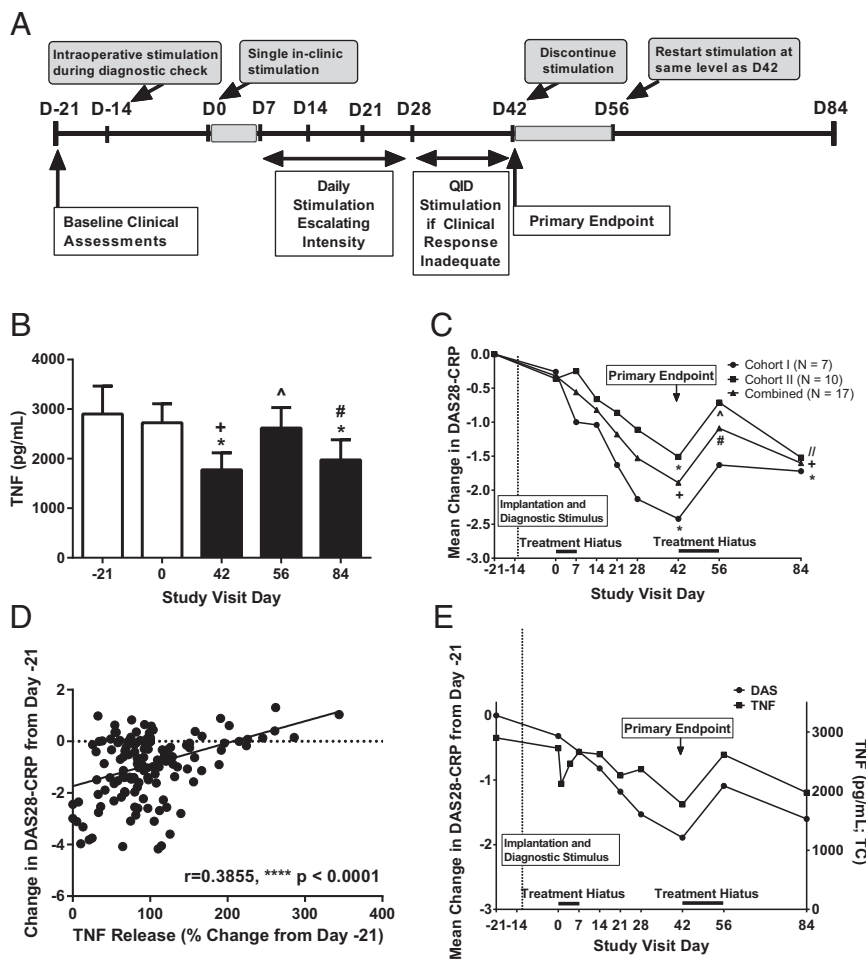 A
Intraoperative stimulation
during diagnostic check
Single in-clinic
stimulation
Discontinue
stimulation
Restart stimulation at
same level as D42
D-21
D-14
D0
D7
D14
D21
D28
D42
D56
D84
Baseline Clinical
Assessments
Daily
Stimulation
Escalating
Intensity
QID
Stimulation
if Clinical
Response
Inadequate
Primary Endpoint
B
TNF (pg/mL)
4000
3000
2000
1000
0
+
*
^
#
*
-21
0
42
56
84
Study Visit Day
C
Mean Change in DAS28-CRP
0.0
-0.5
-1.0
-1.5
-2.0
-2.5
-3.0
Primary Endpoint
Cohort I (N = 7)
Cohort II (N = 10)
Combined (N = 17)
^
#
*
+
*
//
+
*
Implantation and
Diagnostic Stimulus
Treatment Hiatus
Treatment Hiatus
-21
-14
0
7
14
21
28
42
56
84
Study Visit Day
D
Change in DAS28-CRP from Day -21
2
0
-2
-4
-6
r=0.3855, **** p < 0.0001
0
100
200
300
400
TNF Release (% Change from Day -21)
E
Mean Change in DAS28-CRP from Day -21
0
-1
-2
-3
DAS
TNF
Primary Endpoint
Implantation and
Diagnostic Stimulus
Treatment Hiatus
Treatment Hiatus
3000
2000
1000
0
TNF (pg/mL; TC)
-21
-14
0
7
14
21
28
42
56
84
Study Visit Day